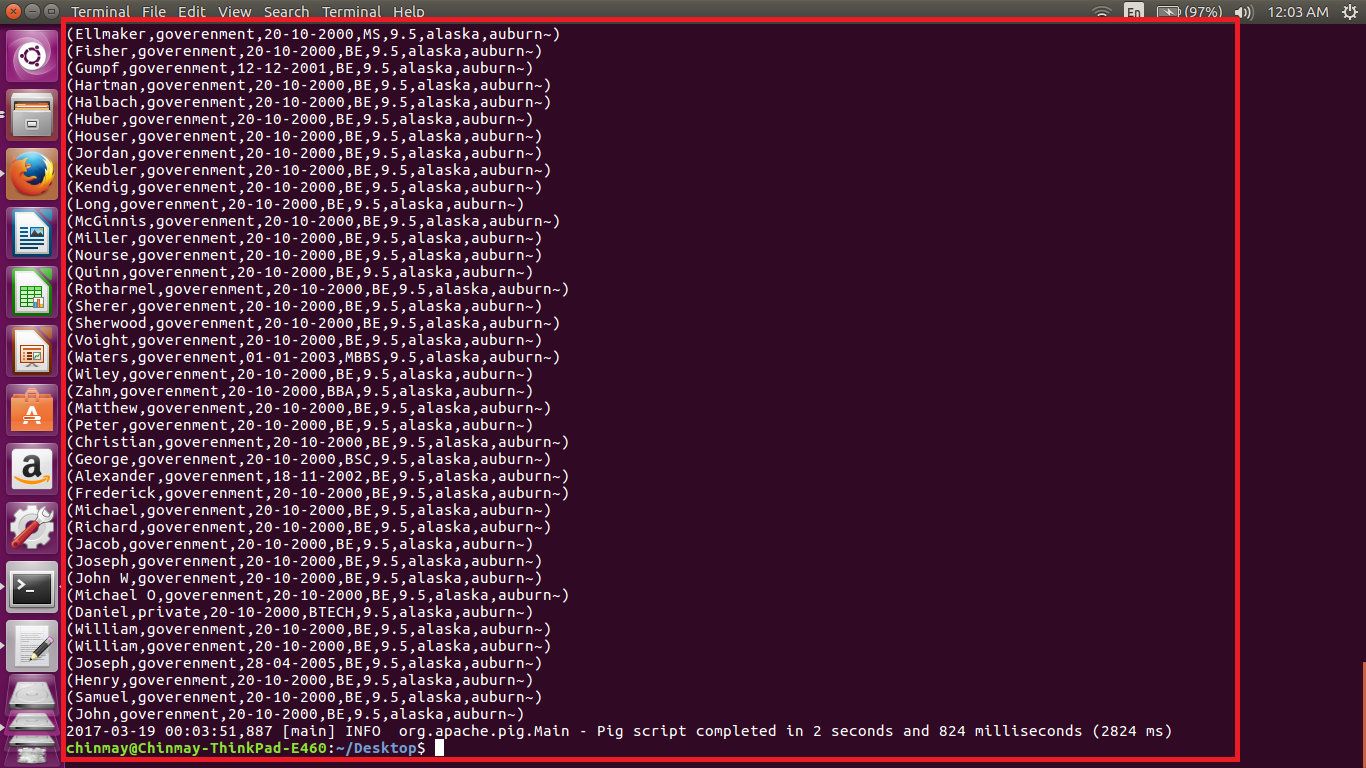 Terminal File Edit View Search Terminal Help En (97%) 12:03 AM
(Ellmaker,goverenment,20-10-2000,MS,9.5,alaska,auburn~)
(Fisher,goverenment,20-10-2000,BE,9.5,alaska,auburn~)
(Gumpf,goverenment,12-12-2001,BE,9.5,alaska,auburn~)
(Hartman,goverenment,20-10-2000,BE,9.5,alaska,auburn~)
(Halbach,goverenment,20-10-2000,BE,9.5,alaska,auburn~)
(Huber,goverenment,20-10-2000,BE,9.5,alaska,auburn~)
(Houser,goverenment,20-10-2000,BE,9.5,alaska,auburn~)
(Jordan,goverenment,20-10-2000,BE,9.5,alaska,auburn~)
(Keubler,goverenment,20-10-2000,BE,9.5,alaska,auburn~)
(Kendig,goverenment,20-10-2000,BE,9.5,alaska,auburn~)
(Long,goverenment,20-10-2000,BE,9.5,alaska,auburn~)
(McGinnis,goverenment,20-10-2000,BE,9.5,alaska,auburn~)
(Miller,goverenment,20-10-2000,BE,9.5,alaska,auburn~)
(Nourse,goverenment,20-10-2000,BE,9.5,alaska,auburn~)
(Quinn,goverenment,20-10-2000,BE,9.5,alaska,auburn~)
(Rotharmel,goverenment,20-10-2000,BE,9.5,alaska,auburn~)
(Sherer,goverenment,20-10-2000,BE,9.5,alaska,auburn~)
(Sherwood,goverenment,20-10-2000,BE,9.5,alaska,auburn~)
(Voight,goverenment,20-10-2000,BE,9.5,alaska,auburn~)
(Waters,goverenment,01-01-2003,MBBS,9.5,alaska,auburn~)
(Wiley,goverenment,20-10-2000,BE,9.5,alaska,auburn~)
(Zahm,goverenment,20-10-2000,BBA,9.5,alaska,auburn~)
(Matthew,goverenment,20-10-2000,BE,9.5,alaska,auburn~)
(Peter,goverenment,20-10-2000,BE,9.5,alaska,auburn~)
(Christian,goverenment,20-10-2000,BE,9.5,alaska,auburn~)
(George,goverenment,20-10-2000,BSC,9.5,alaska,auburn~)
(Alexander,goverenment,18-11-2002,BE,9.5,alaska,auburn~)
(Frederick,goverenment,20-10-2000,BE,9.5,alaska,auburn~)
(Michael,goverenment,20-10-2000,BE,9.5,alaska,auburn~)
(Richard,goverenment,20-10-2000,BE,9.5,alaska,auburn~)
(Jacob,goverenment,20-10-2000,BE,9.5,alaska,auburn~)
(Joseph,goverenment,20-10-2000,BE,9.5,alaska,auburn~)
(John W,goverenment,20-10-2000,BE,9.5,alaska,auburn~)
(Michael O,goverenment,20-10-2000,BE,9.5,alaska,auburn~)
(Daniel,private,20-10-2000,BTECH,9.5,alaska,auburn~)
(William,goverenment,20-10-2000,BE,9.5,alaska,auburn~)
(William,goverenment,20-10-2000,BE,9.5,alaska,auburn~)
(Joseph,goverenment,28-04-2005,BE,9.5,alaska,auburn~)
(Henry,goverenment,20-10-2000,BE,9.5,alaska,auburn~)
(Samuel,goverenment,20-10-2000,BE,9.5,alaska,auburn~)
(John,goverenment,20-10-2000,BE,9.5,alaska,auburn~)
2017-03-19 00:03:51,887 [main] INFO  org.apache.pig.Main - Pig script completed in 2 seconds and 824 milliseconds (2824 ms)
chinmay@Chinmay-ThinkPad-E460:~/Desktop$